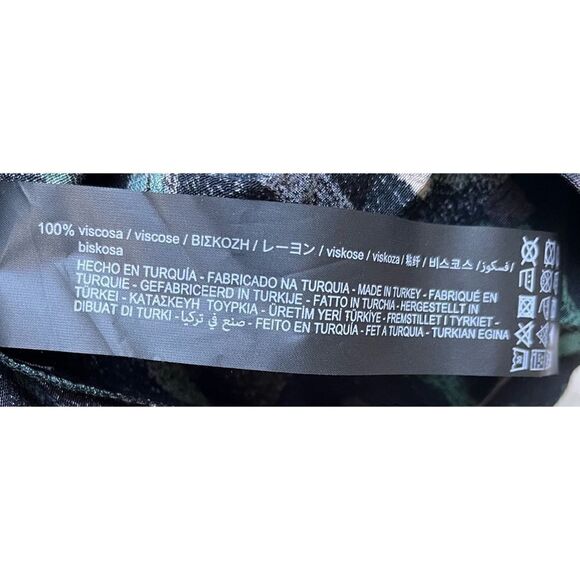 100% viscosa / viscose / ΒΙΣΚΟΖΗ / レーヨン / viskose / viskoza / 粘纤 / 비스코스 / فسكوز /
biskosa
HECHO EN TURQUÍA - FABRICADO NA TURQUIA - MADE IN TURKEY - FABRIQUÉ EN
TURQUIE - GEFABRICEERD IN TURKIJE - FATTO IN TURCHIA - HERGESTELLT IN
TÜRKEI - ΚΑΤΑΣΚΕΥΗ ΤΟΥΡΚΙΑ - ÜRETİM YERİ TÜRKİYE - FREMSTILLET I TYRKIET -
DIBUAT DI TURKI - صنع في تركيا - FEITO EN TURQUÍA - FET A TURQUIA - TURKIAN EGINA